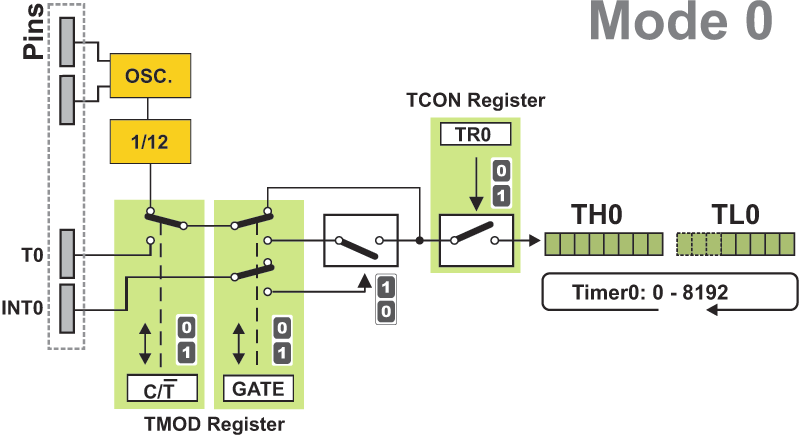 Mode 0
Pins
OSC.
1/12
TCON Register
TR0
0
1
TH0
TL0
T0
INT0
Timer0: 0 - 8192
1
0
0
1
0
1
C/T̅
GATE
TMOD Register